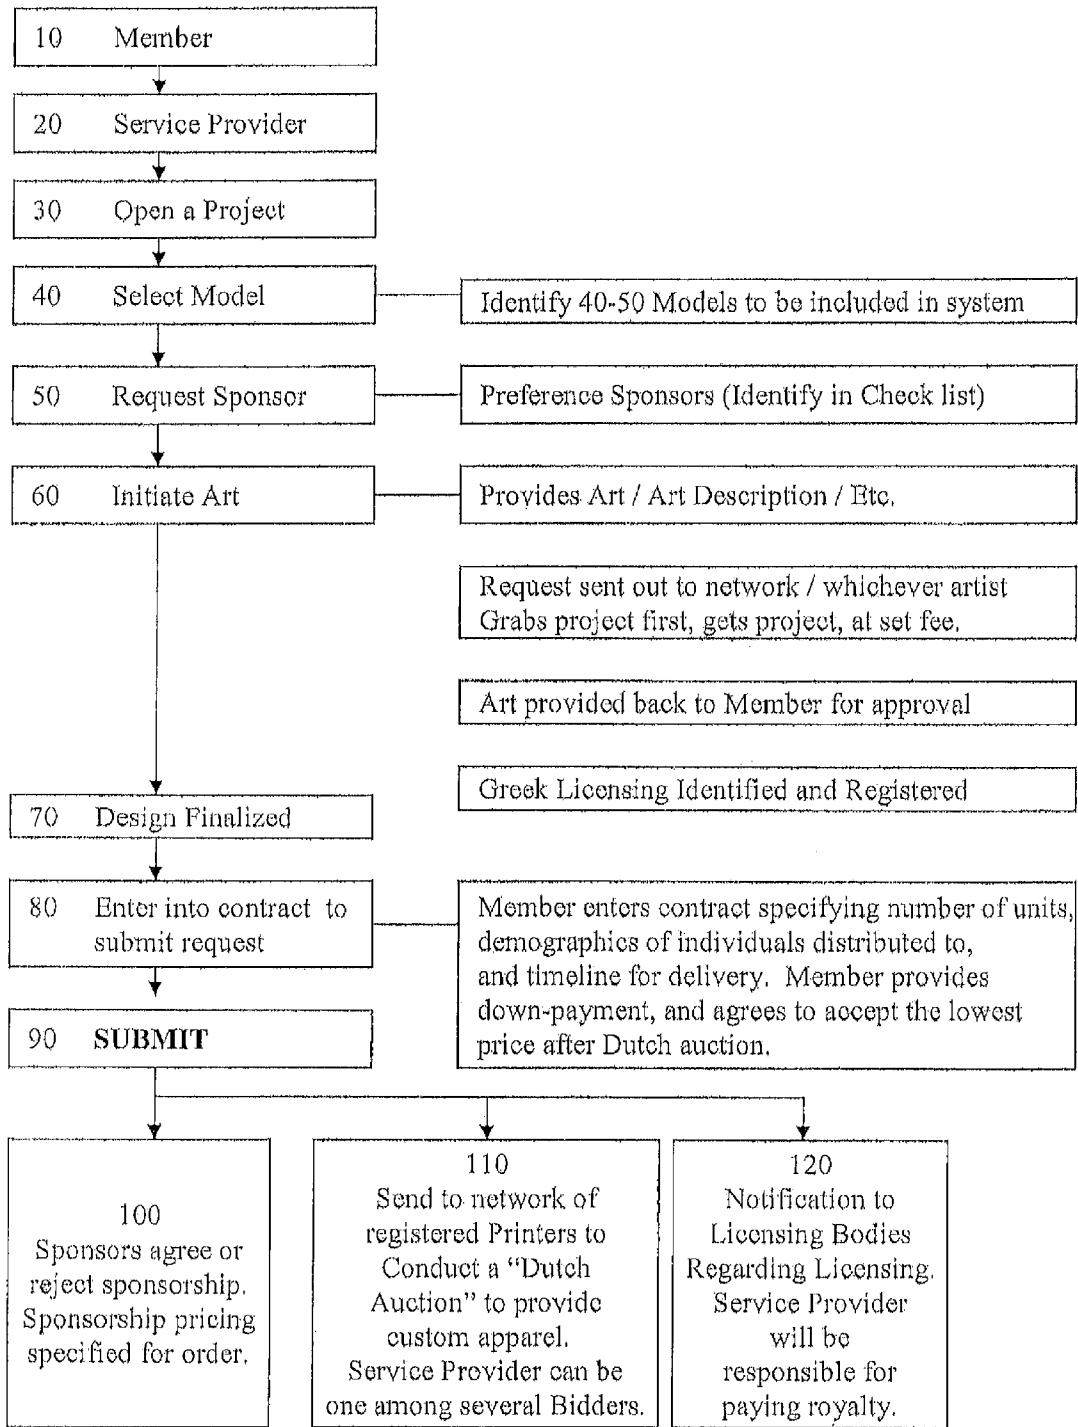 10 Member
20 Service Provider
30 Open a Project
40 Select Model
Identify 40-50 Models to be included in system
50 Request Sponsor
Preference Sponsors (Identify in Check list)
60 Initiate Art
Provides Art / Art Description / Etc.
Request sent out to network / whichever artist
Grabs project first, gets project, at set fee.
Art provided back to Member for approval
Greek Licensing Identified and Registered
70 Design Finalized
80 Enter into contract to
submit request
Member enters contract specifying number of units,
demographics of individuals distributed to,
and timeline for delivery. Member provides
down-payment, and agrees to accept the lowest
price after Dutch auction.
90 SUBMIT
100
Sponsors agree or
reject sponsorship.
Sponsorship pricing
specified for order.
110
Send to network of
registered Printers to
Conduct a “Dutch
Auction” to provide
custom apparel.
Service Provider can be
one among several Bidders.
120
Notification to
Licensing Bodies
Regarding Licensing.
Service Provider
will be
responsible for
paying royalty.